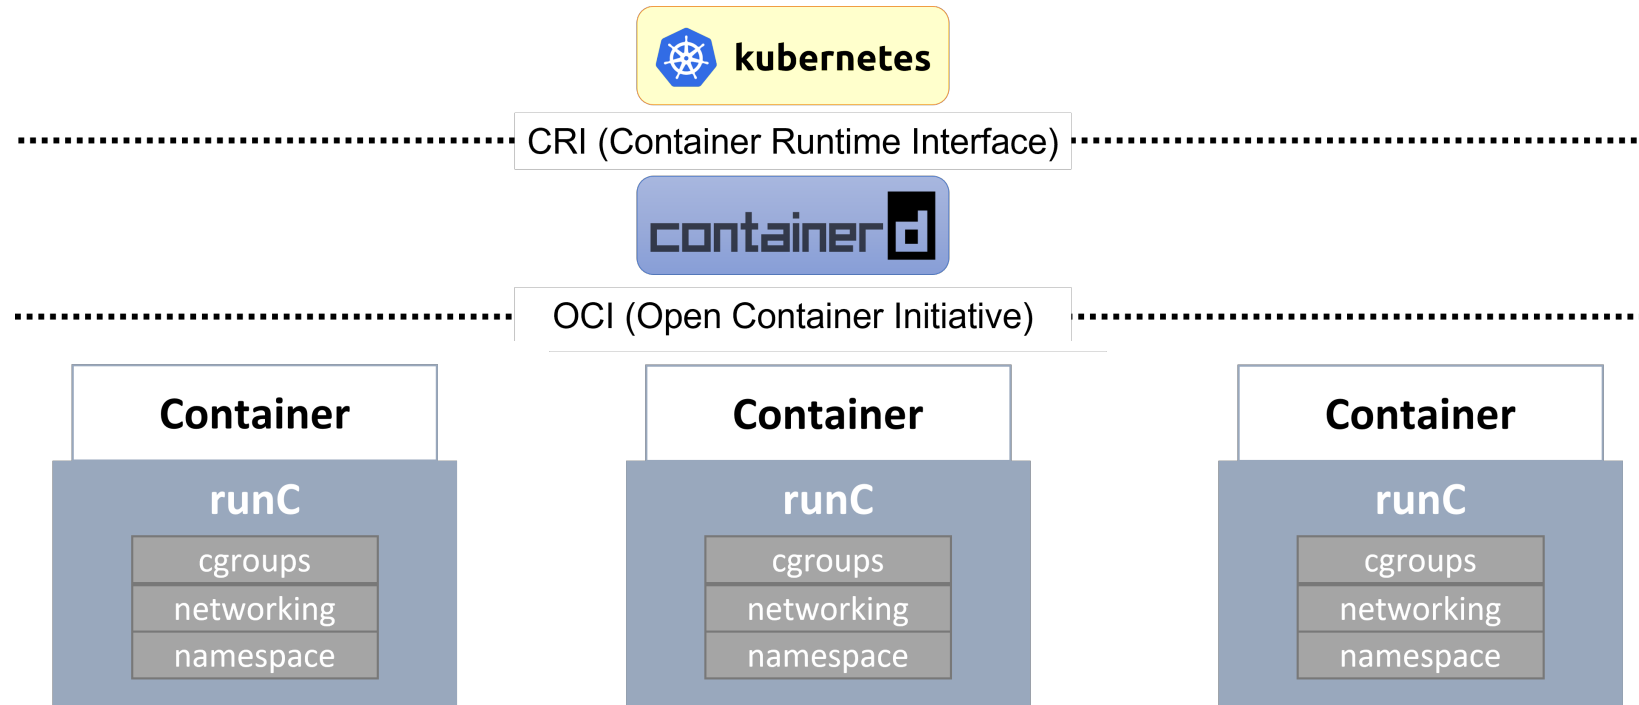 kubernetes
CRI (Container Runtime Interface)
containerd
OCI (Open Container Initiative)
Container
Container
Container
runC
runC
runC
cgroups
cgroups
cgroups
networking
networking
networking
namespace
namespace
namespace